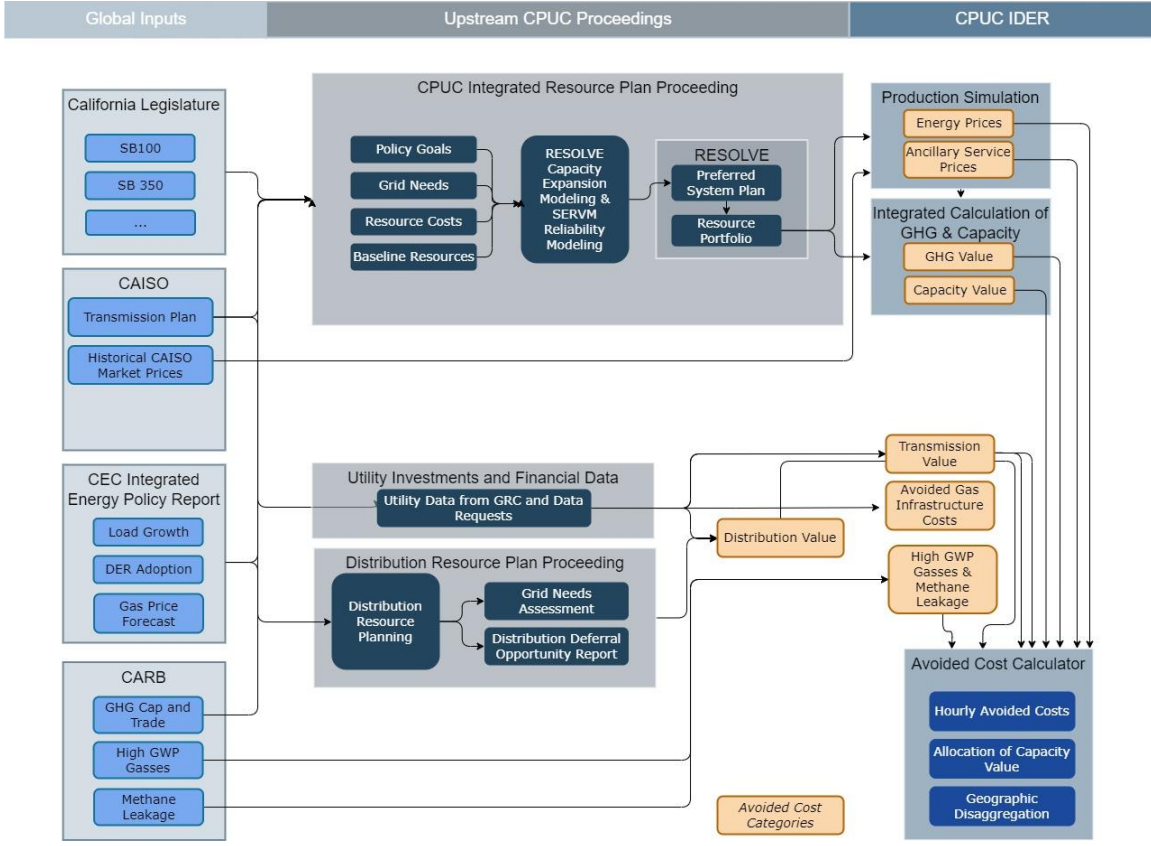 Global Inputs
Upstream CPUC Proceedings
CPUC IDER
California Legislature
SB100
SB 350
...
CAISO
Transmission Plan
Historical CAISO
Market Prices
CEC Integrated
Energy Policy Report
Load Growth
DER Adoption
Gas Price
Forecast
CARB
GHG Cap and
Trade
High GWP
Gasses
Methane
Leakage
CPUC Integrated Resource Plan Proceeding
Policy Goals
Grid Needs
Resource Costs
Baseline Resources
RESOLVE
Capacity
Expansion
Modeling &
SERVM
Reliability
Modeling
RESOLVE
Preferred
System Plan
Resource
Portfolio
Utility Investments and Financial Data
Utility Data from GRC and Data
Requests
Distribution Resource Plan Proceeding
Distribution
Resource
Planning
Grid Needs
Assessment
Distribution Deferral
Opportunity Report
Production Simulation
Energy Prices
Ancillary Service
Prices
Integrated Calculation of
GHG & Capacity
GHG Value
Capacity Value
Transmission
Value
Avoided Gas
Infrastructure
Costs
Distribution Value
High GWP
Gasses &
Methane
Leakage
Avoided Cost Calculator
Hourly Avoided Costs
Allocation of Capacity
Value
Geographic
Disaggregation
Avoided Cost
Categories